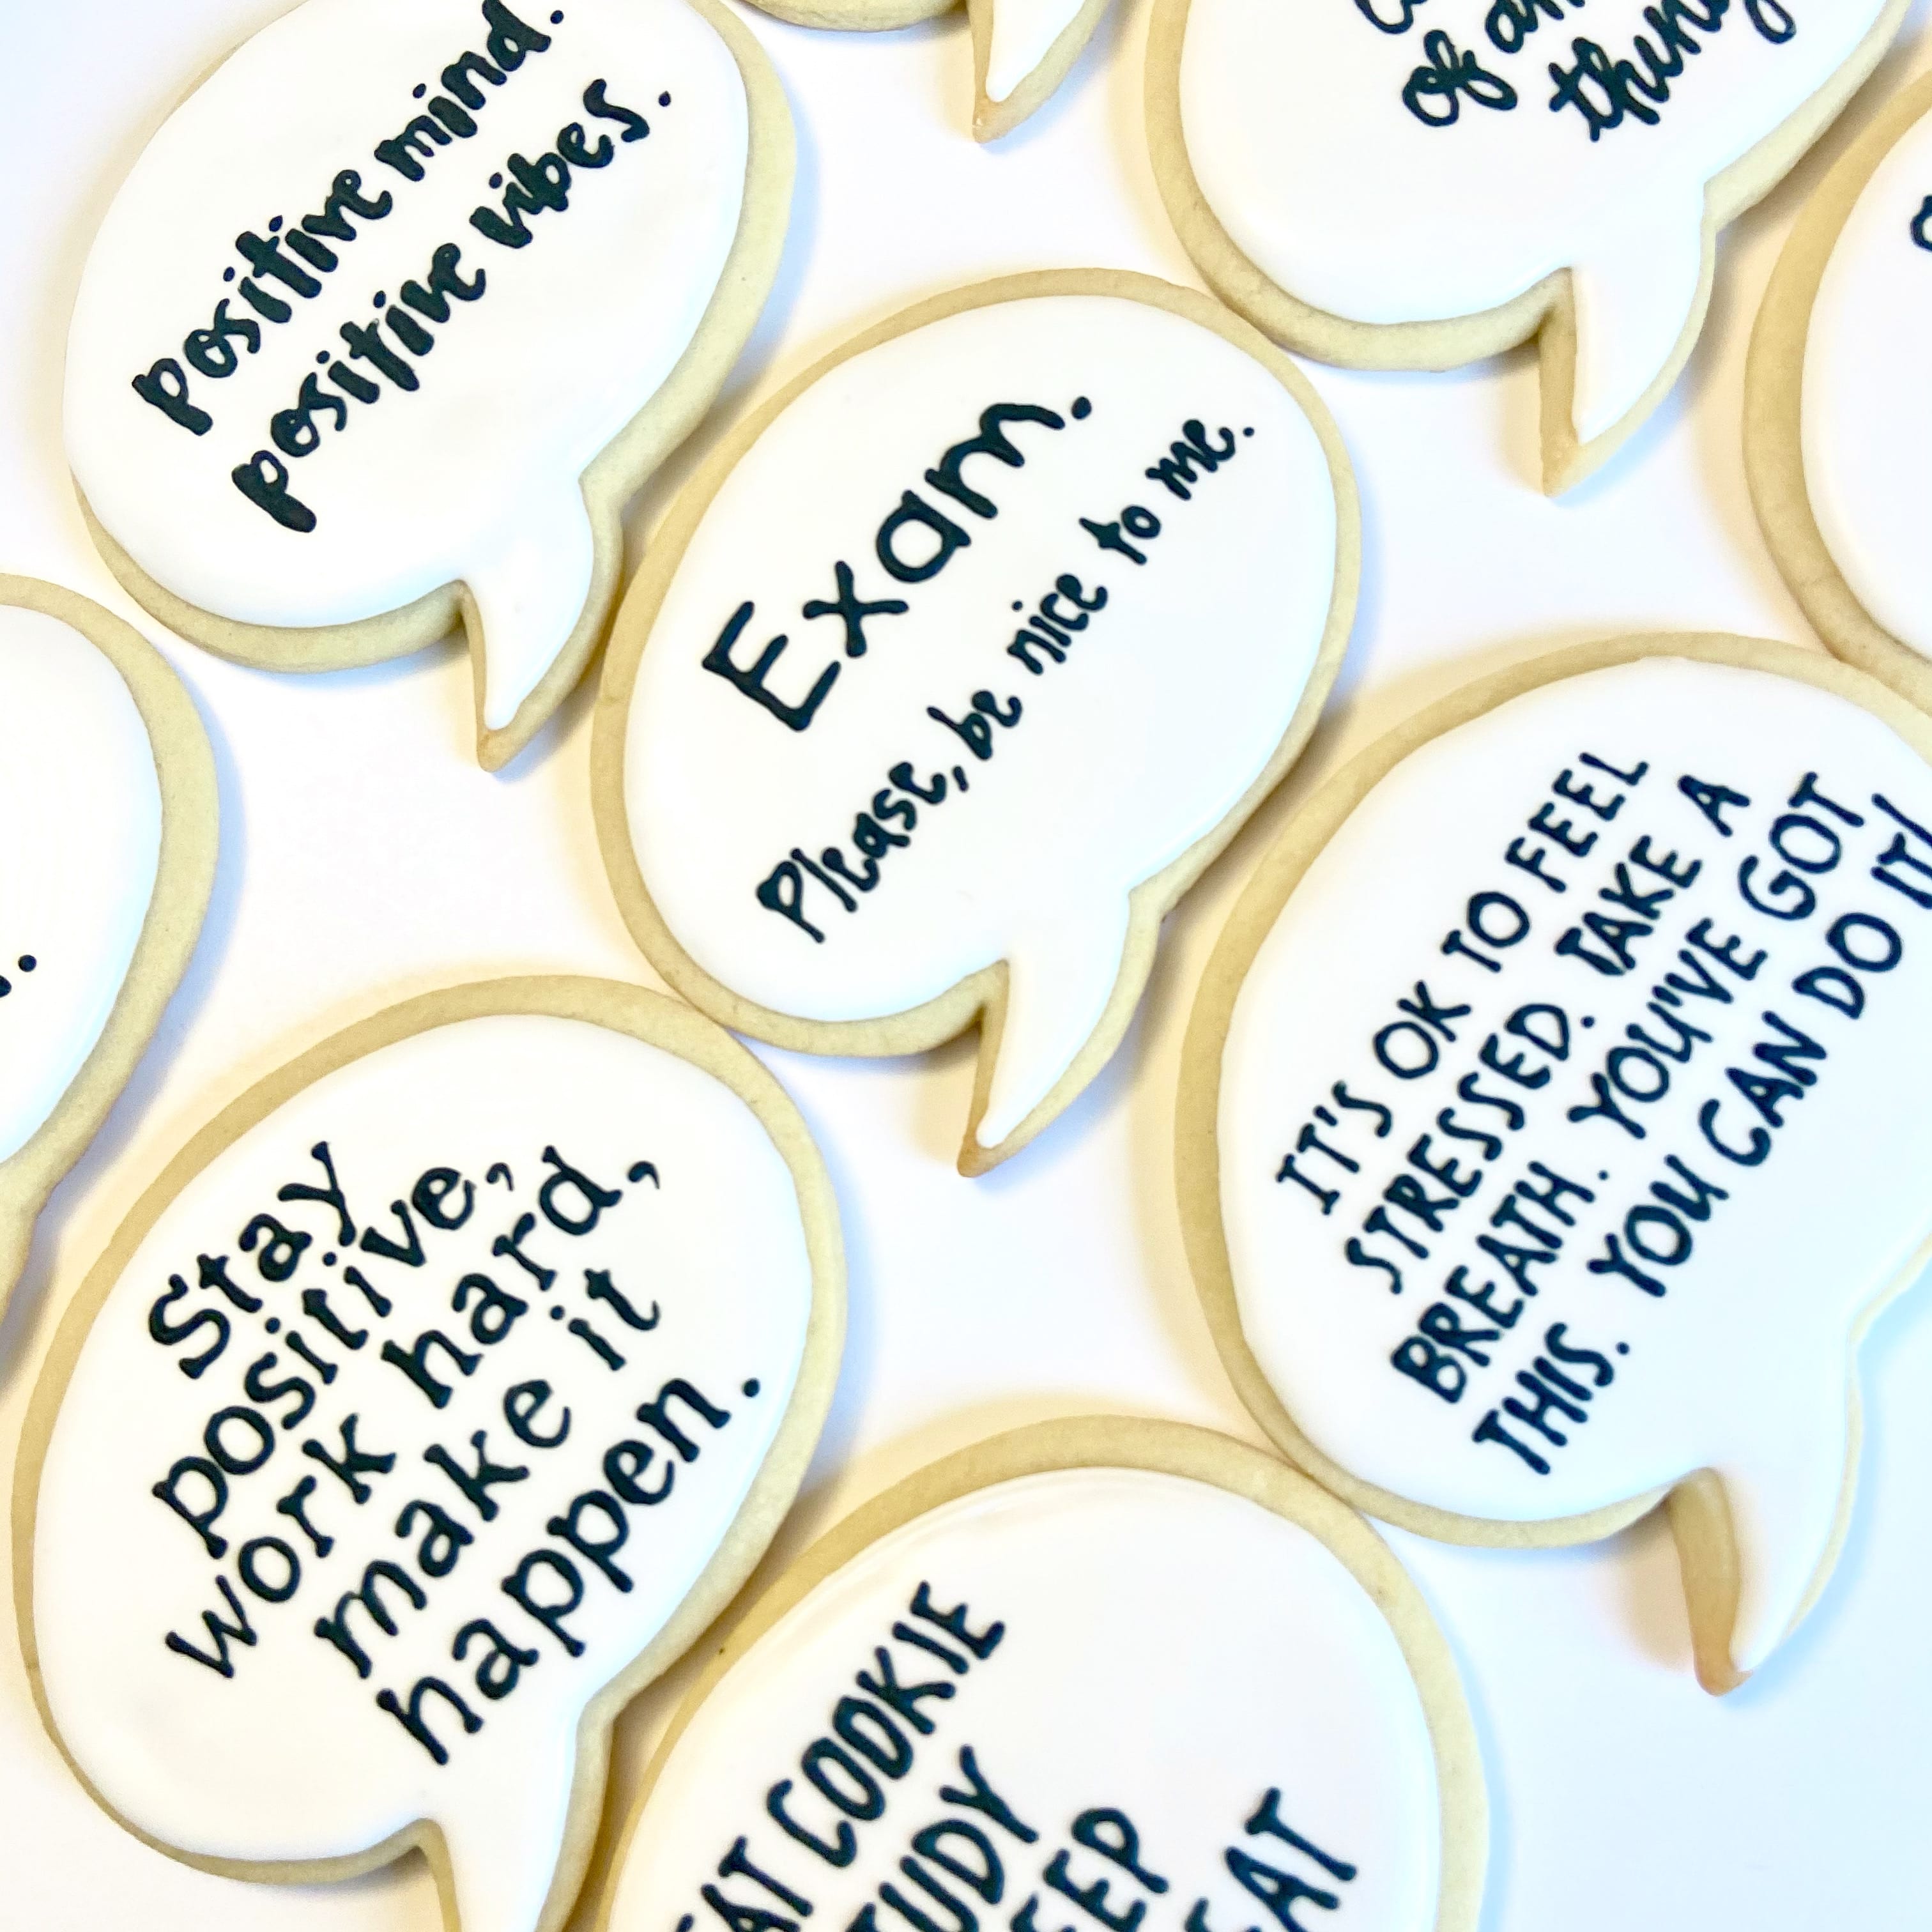 positive mind.
positive vibes.
of
Exam.
Please, be nice to me.
IT'S OK TO FEEL
STRESSED. TAKE A
BREATH. YOU'VE GOT
THIS. YOU CAN DO IT!
Stay
positive,
work hard,
make it
happen.
COOKIE